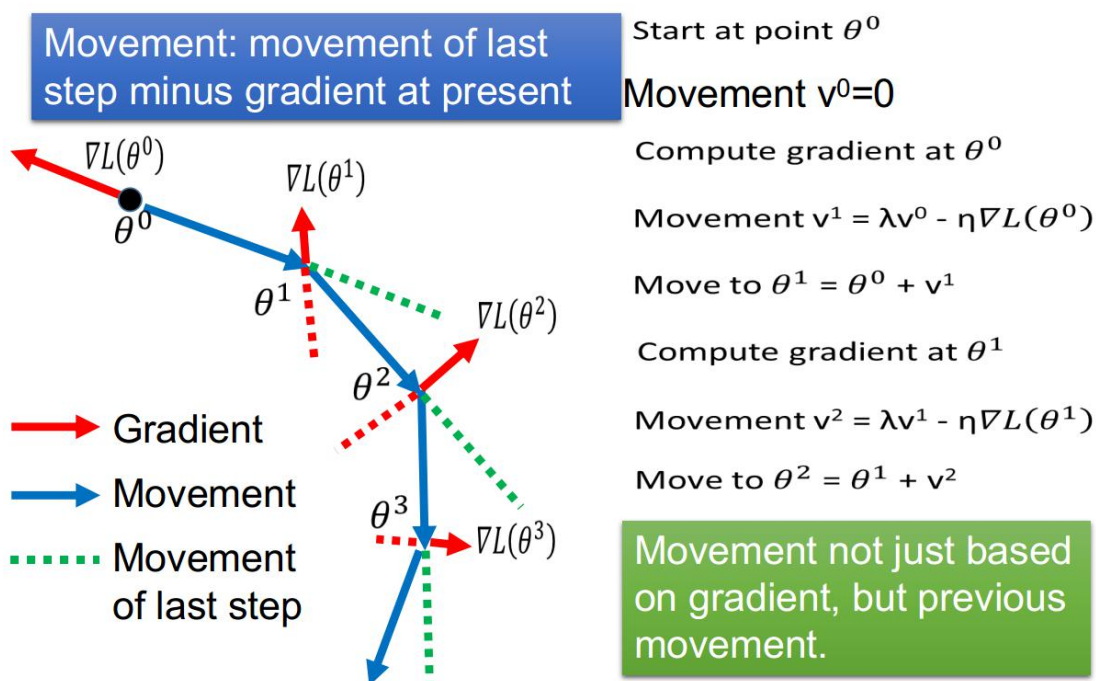 Movement: movement of last
step minus gradient at present
∇L(θ⁰)
θ⁰
∇L(θ¹)
θ¹
∇L(θ²)
θ²
θ³
∇L(θ³)
Gradient
Movement
Movement
of last step
Start at point θ⁰
Movement v⁰=0
Compute gradient at θ⁰
Movement v¹ = λv⁰ - η∇L(θ⁰)
Move to θ¹ = θ⁰ + v¹
Compute gradient at θ¹
Movement v² = λv¹ - η∇L(θ¹)
Move to θ² = θ¹ + v²
Movement not just based
on gradient, but previous
movement.